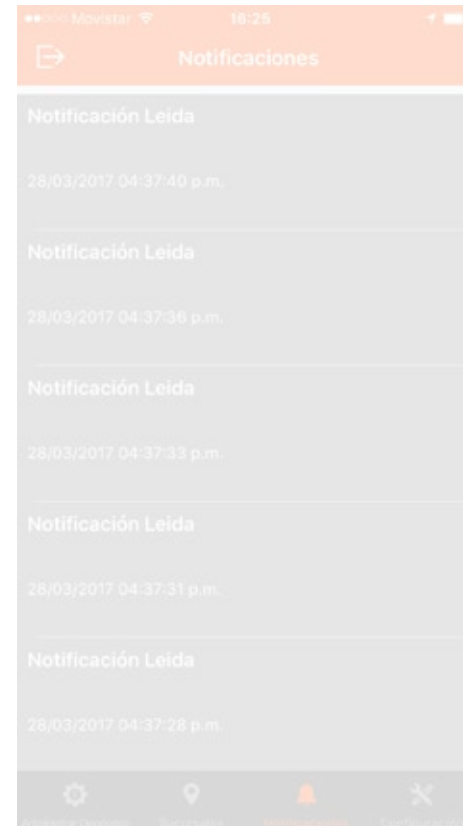 Movistar 16:25
Notificaciones
Notificación Leida
28/03/2017 04:37:40 p.m.
Notificación Leida
28/03/2017 04:37:36 p.m.
Notificación Leida
28/03/2017 04:37:33 p.m.
Notificación Leida
28/03/2017 04:37:31 p.m.
Notificación Leida
28/03/2017 04:37:28 p.m.
Sucursales Notificaciones